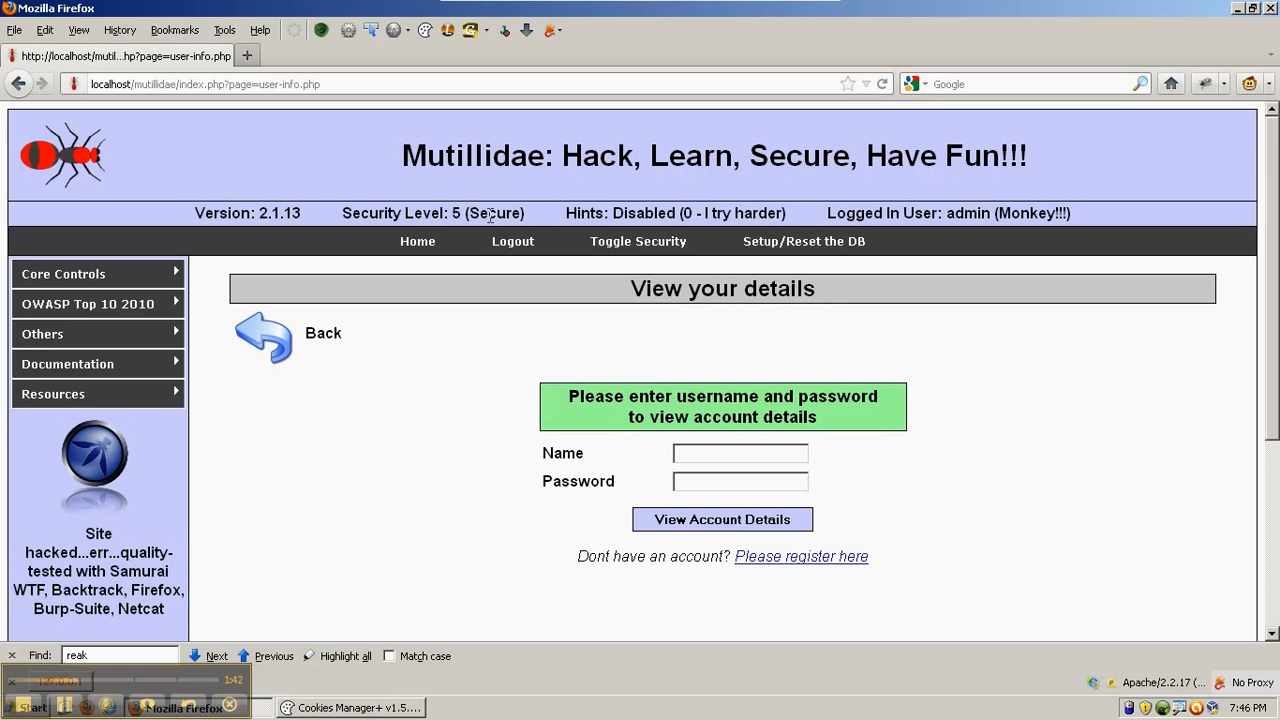 Mozilla Firefox
File Edit View History Bookmarks Tools Help
http://localhost/mutil...hp?page=user-info.php
localhost/mutillidae/index.php?page=user-info.php
Google
Mutillidae: Hack, Learn, Secure, Have Fun!!!
Version: 2.1.13 Security Level: 5 (Secure) Hints: Disabled (0 - I try harder) Logged In User: admin (Monkey!!!)
Home Logout Toggle Security Setup/Reset the DB
Core Controls
OWASP Top 10 2010
Others
Documentation
Resources
View your details
Back
Please enter username and password
to view account details
Name
Password
View Account Details
Dont have an account? Please register here
Site
hacked...err...quality-
tested with Samurai
WTF, Backtrack, Firefox,
Burp-Suite, Netcat
Find: reak Next Previous Highlight all Match case
127.0.0.1 1:42
Apache/2.2.17 (... No Proxy
Start Mozilla Firefox Cookies Manager+ v1.5.... 7:46 PM